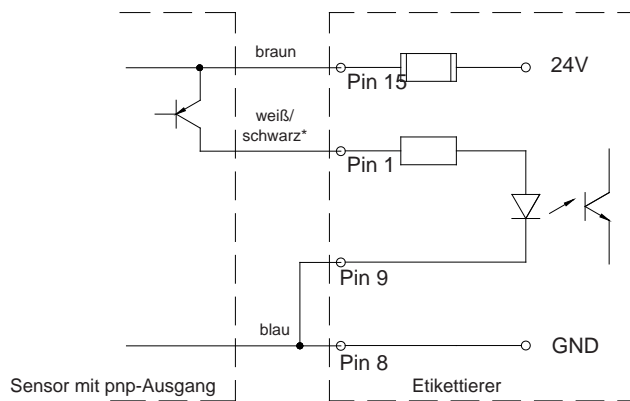 braun
24V
Pin 15
weiß/
schwarz*
Pin 1
Pin 9
blau
GND
Pin 8
Sensor mit pnp-Ausgang
Etikettierer